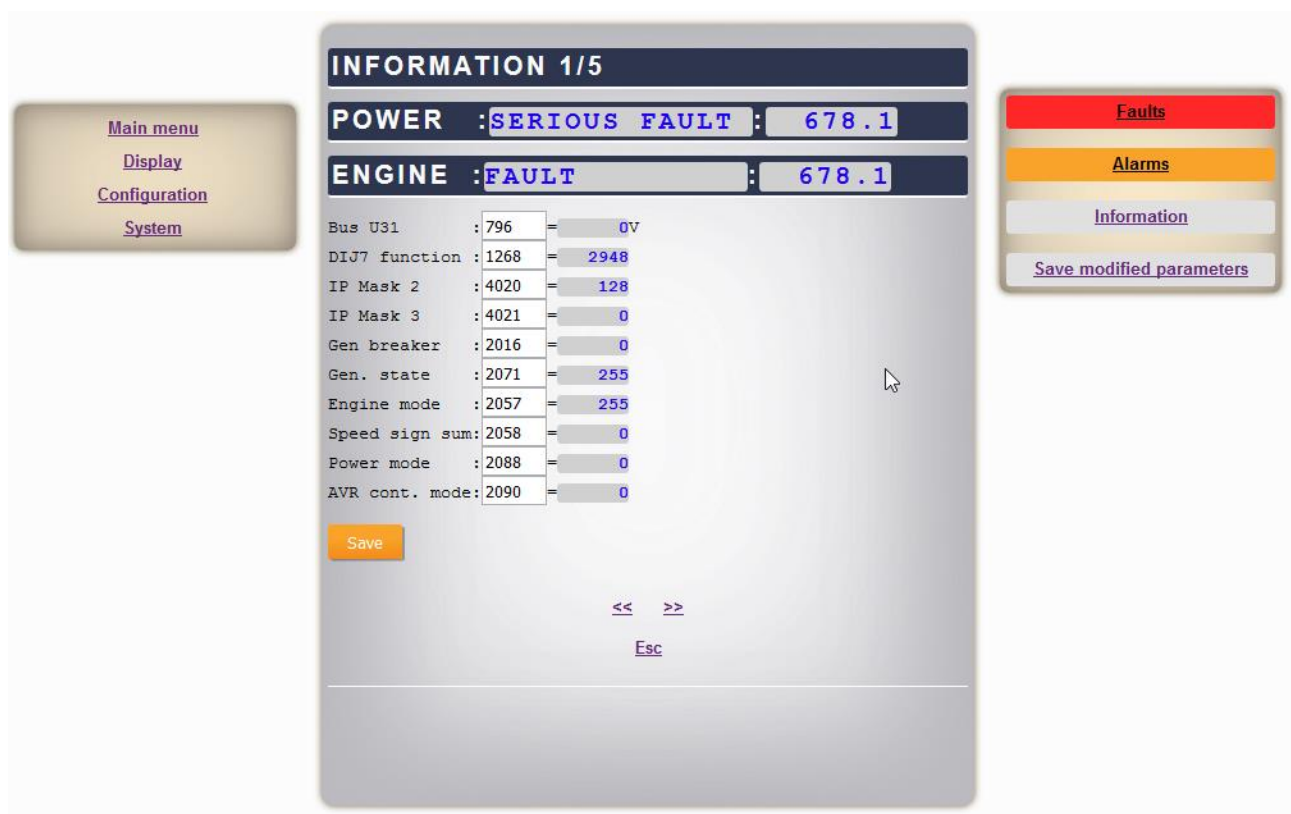 Main menu
Display
Configuration
System
INFORMATION 1/5
POWER :SERIOUS FAULT : 678.1
ENGINE :FAULT : 678.1
Bus U31 :796 = 0V
DIJ7 function :1268 = 2948
IP Mask 2 :4020 = 128
IP Mask 3 :4021 = 0
Gen breaker :2016 = 0
Gen. state :2071 = 255
Engine mode :2057 = 255
Speed sign sum:2058 = 0
Power mode :2088 = 0
AVR cont. mode:2090 = 0
Save
<< >>
Esc
Faults
Alarms
Information
Save modified parameters